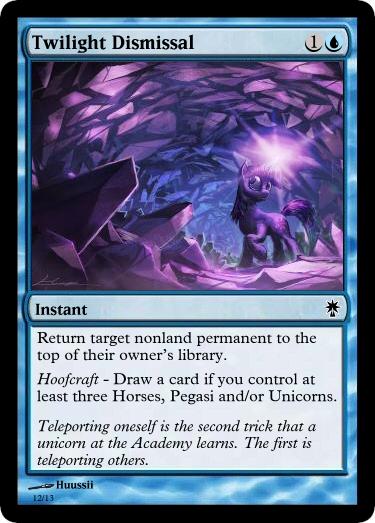 Twilight Dismissal 1
Instant
Return target nonland permanent to the
top of their owner's library.
Hoofcraft - Draw a card if you control at
least three Horses, Pegasi and/or Unicorns.
Teleporting oneself is the second trick that a
unicorn at the Academy learns. The first is
teleporting others.
Huussii
12/13